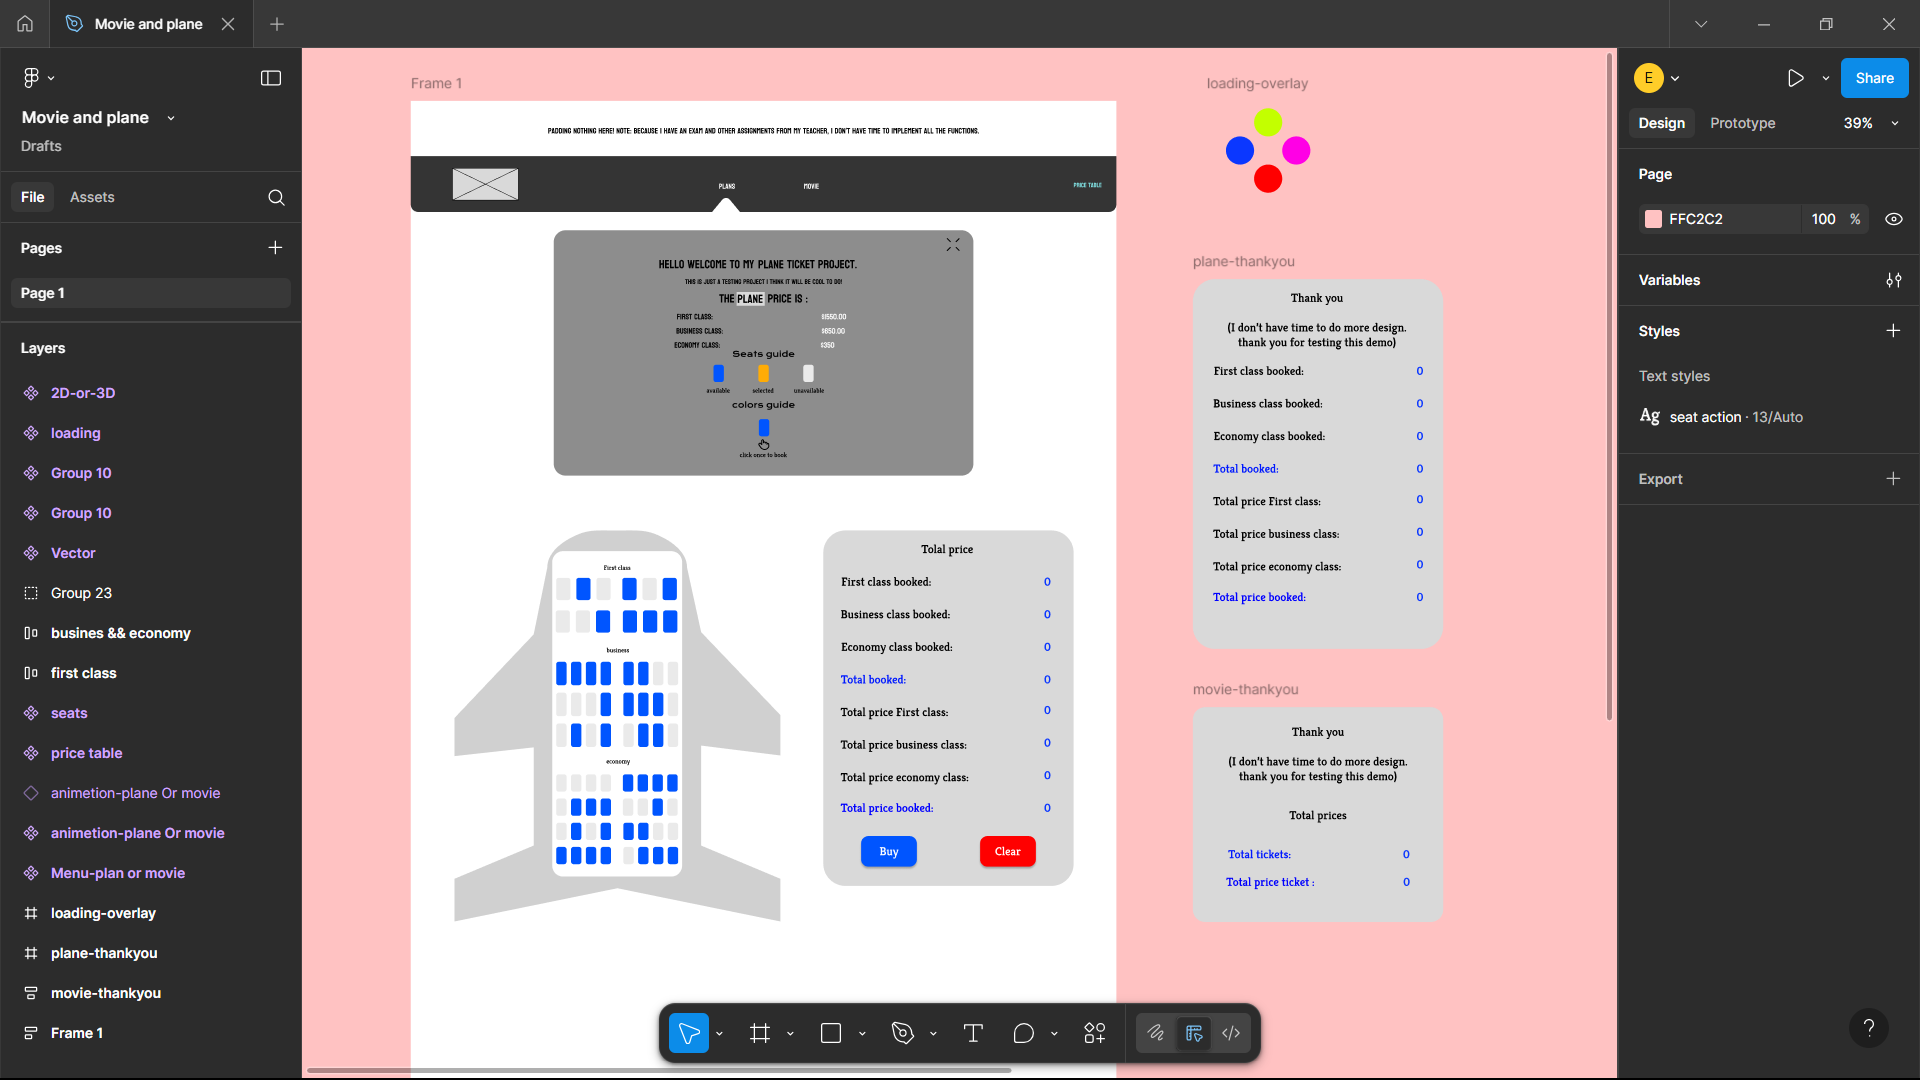 Movie and plane
E
Share
Movie and plane
Drafts
Design
Prototype
39%
File
Assets
Page
Pages
FFC2C2
100
%
Page 1
Variables
Layers
Styles
Text styles
Ag seat action · 13/Auto
Export
2D-or-3D
loading
Group 10
Group 10
Vector
Group 23
busines && economy
first class
seats
price table
animetion-plane Or movie
animetion-plane Or movie
Menu-plan or movie
loading-overlay
plane-thankyou
movie-thankyou
Frame 1
Frame 1
PADDING NOTHING HERE! NOTE: BECAUSE I HAVE AN EXAM AND OTHER ASSIGNMENTS FROM MY TEACHER, I DON'T HAVE TIME TO IMPLEMENT ALL THE FUNCTIONS.
PLANS
MOVIE
PRICE TABLE
HELLO WELCOME TO MY PLANE TICKET PROJECT.
THIS IS JUST A TESTING PROJECT I THINK IT WILL BE COOL TO DO!
THE PLANE PRICE IS :
FIRST CLASS: $1550.00
BUSINESS CLASS: $650.00
ECONOMY CLASS: $350
Seats guide
available
selected
unavailable
colors guide
click once to book
First class
business
economy
Tolal price
First class booked: 0
Business class booked: 0
Economy class booked: 0
Total booked: 0
Total price First class: 0
Total price business class: 0
Total price economy class: 0
Total price booked: 0
Buy
Clear
loading-overlay
plane-thankyou
Thank you
(I don't have time to do more design.
thank you for testing this demo)
First class booked: 0
Business class booked: 0
Economy class booked: 0
Total booked: 0
Total price First class: 0
Total price business class: 0
Total price economy class: 0
Total price booked: 0
movie-thankyou
Thank you
(I don't have time to do more design.
thank you for testing this demo)
Total prices
Total tickets: 0
Total price ticket : 0
T
</>
?